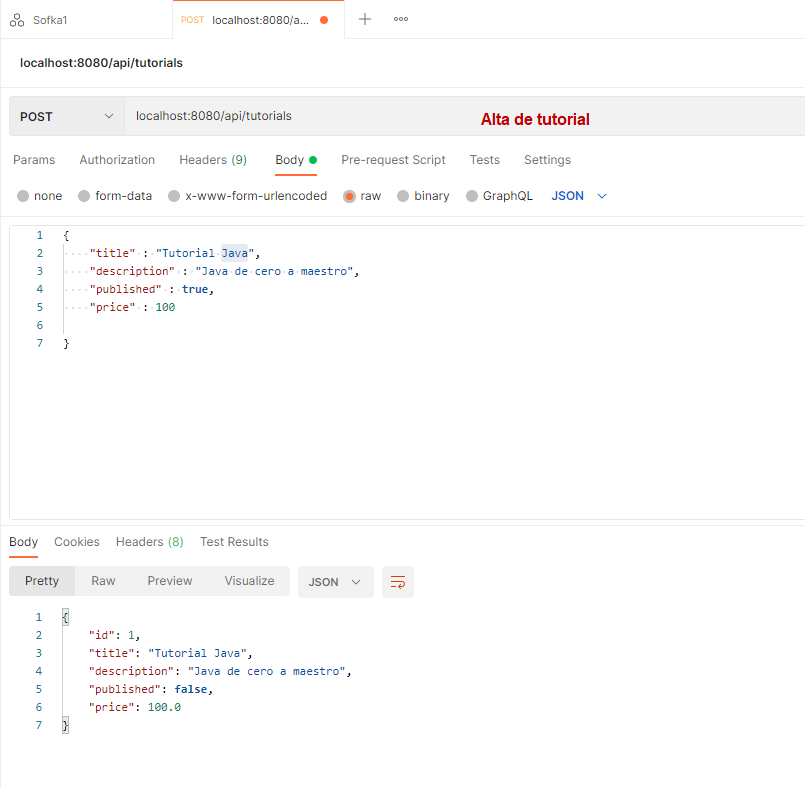 Sofka1
POST localhost:8080/a...
localhost:8080/api/tutorials
POST localhost:8080/api/tutorials Alta de tutorial
Params Authorization Headers (9) Body Pre-request Script Tests Settings
none form-data x-www-form-urlencoded raw binary GraphQL JSON
1 {
2 ····"title"·:·"Tutorial·Java",
3 ····"description"·:·"Java·de·cero·a·maestro",
4 ····"published"·:·true,
5 ····"price"·:·100
6
7 }
Body Cookies Headers (8) Test Results
Pretty Raw Preview Visualize JSON
1 {
2 "id": 1,
3 "title": "Tutorial Java",
4 "description": "Java de cero a maestro",
5 "published": false,
6 "price": 100.0
7 }